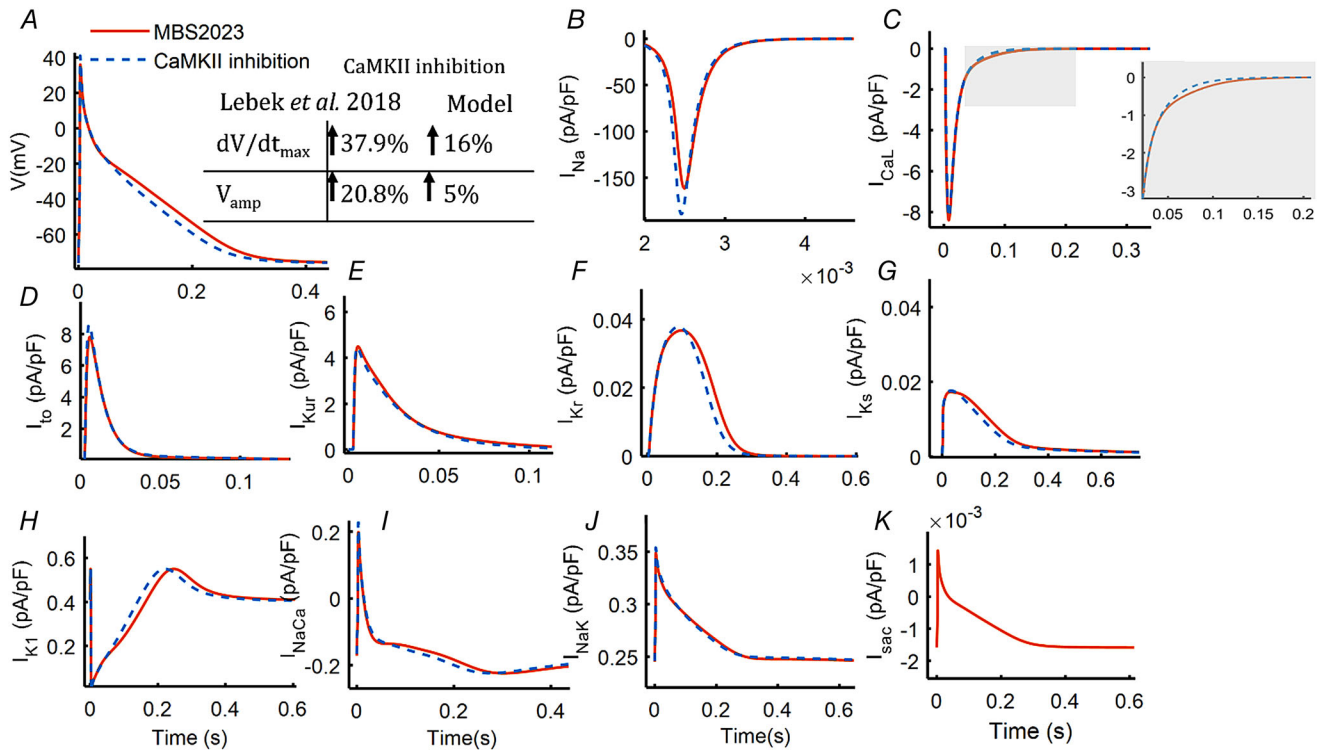 A
MBS2023
CaMKII inhibition
V(mV)
40
20
0
-20
-40
-60
0
0.2
0.4
CaMKII inhibition
Lebek et al. 2018 Model
dV/dtmax ↑37.9% ↑16%
Vamp ↑20.8% ↑5%
B
INa (pA/pF)
0
-50
-100
-150
2
3
4
×10-3
C
ICaL (pA/pF)
0
-2
-4
-6
-8
0
0.1
0.2
0.3
0
-1
-2
-3
0.05
0.1
0.15
0.2
D
Ito (pA/pF)
8
6
4
2
0
0.05
0.1
E
IKur (pA/pF)
6
4
2
0
0
0.05
0.1
F
IKr (pA/pF)
0.04
0.02
0
0
0.2
0.4
0.6
G
IKs (pA/pF)
0.04
0.02
0
0
0.2
0.4
0.6
H
IK1 (pA/pF)
0.6
0.4
0.2
0
0.2
0.4
0.6
Time (s)
I
INaCa (pA/pF)
0.2
0
-0.2
0
0.2
0.4
Time(s)
J
INaK (pA/pF)
0.35
0.3
0.25
0
0.2
0.4
0.6
Time(s)
K
×10-3
Isac (pA/pF)
1
0
-1
-2
0
0.2
0.4
0.6
Time (s)